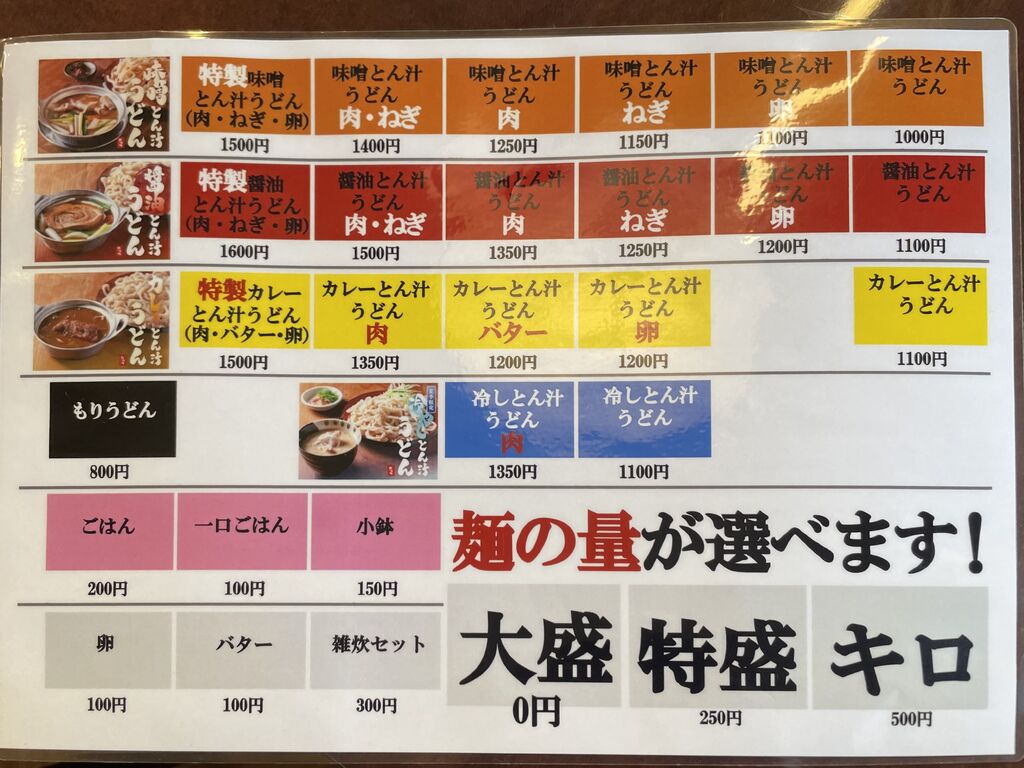 味噌とん汁うどん
特製味噌
とん汁うどん
(肉・ねぎ・卵)
1500円
味噌とん汁
うどん
肉・ねぎ
1400円
味噌とん汁
うどん
肉
1250円
味噌とん汁
うどん
ねぎ
1150円
味噌とん汁
うどん
卵
1100円
味噌とん汁
うどん
1000円
醤油とん汁うどん
特製醤油
とん汁うどん
(肉・ねぎ・卵)
1600円
醤油とん汁
うどん
肉・ねぎ
1500円
醤油とん汁
うどん
肉
1350円
醤油とん汁
うどん
ねぎ
1250円
醤油とん汁
うどん
卵
1200円
醤油とん汁
うどん
1100円
カレーとん汁うどん
特製カレー
とん汁うどん
(肉・バター・卵)
1500円
カレーとん汁
うどん
肉
1350円
カレーとん汁
うどん
バター
1200円
カレーとん汁
うどん
卵
1200円
カレーとん汁
うどん
1100円
もりうどん
800円
冷しとん汁うどん
冷しとん汁
うどん
肉
1350円
冷しとん汁
うどん
1100円
ごはん
200円
一口ごはん
100円
小鉢
150円
卵
100円
バター
100円
雑炊セット
300円
麺の量が選べます!
大盛
0円
特盛
250円
キロ
500円